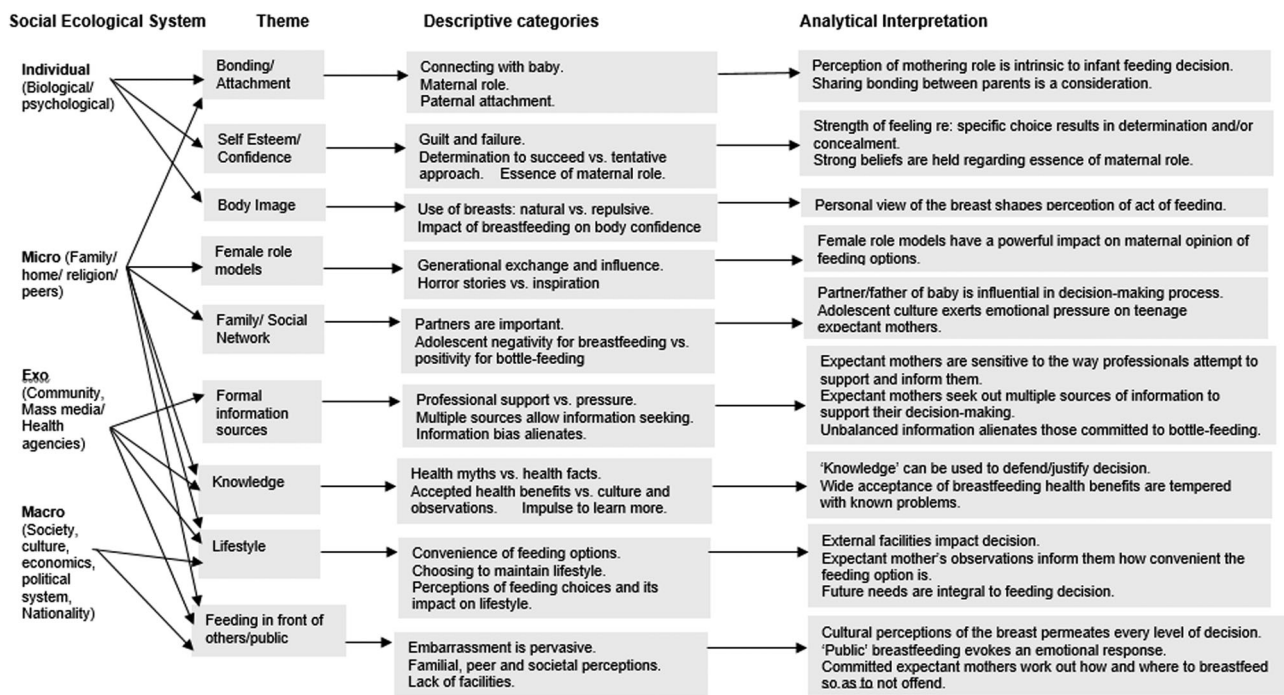 Social Ecological System
Theme
Descriptive categories
Analytical Interpretation
Individual
(Biological/
psychological)
Bonding/
Attachment
Connecting with baby.
Maternal role.
Paternal attachment.
Perception of mothering role is intrinsic to infant feeding decision.
Sharing bonding between parents is a consideration.
Self Esteem/
Confidence
Guilt and failure.
Determination to succeed vs. tentative
approach. Essence of maternal role.
Strength of feeling re: specific choice results in determination and/or
concealment.
Strong beliefs are held regarding essence of maternal role.
Body Image
Use of breasts: natural vs. repulsive.
Impact of breastfeeding on body confidence
Personal view of the breast shapes perception of act of feeding.
Micro (Family/
home/ religion/
peers)
Female role
models
Generational exchange and influence.
Horror stories vs. inspiration
Female role models have a powerful impact on maternal opinion of
feeding options.
Family/ Social
Network
Partners are important.
Adolescent negativity for breastfeeding vs.
positivity for bottle-feeding
Partner/father of baby is influential in decision-making process.
Adolescent culture exerts emotional pressure on teenage
expectant mothers.
Exo
(Community,
Mass media/
Health
agencies)
Formal
information
sources
Professional support vs. pressure.
Multiple sources allow information seeking.
Information bias alienates.
Expectant mothers are sensitive to the way professionals attempt to
support and inform them.
Expectant mothers seek out multiple sources of information to
support their decision-making.
Unbalanced information alienates those committed to bottle-feeding.
Knowledge
Health myths vs. health facts.
Accepted health benefits vs. culture and
observations. Impulse to learn more.
'Knowledge' can be used to defend/justify decision.
Wide acceptance of breastfeeding health benefits are tempered
with known problems.
Macro
(Society,
culture,
economics,
political
system,
Nationality)
Lifestyle
Convenience of feeding options.
Choosing to maintain lifestyle.
Perceptions of feeding choices and its
impact on lifestyle.
External facilities impact decision.
Expectant mother's observations inform them how convenient the
feeding option is.
Future needs are integral to feeding decision.
Feeding in front of
others/public
Embarrassment is pervasive.
Familial, peer and societal perceptions.
Lack of facilities.
Cultural perceptions of the breast permeates every level of decision.
'Public' breastfeeding evokes an emotional response.
Committed expectant mothers work out how and where to breastfeed
so as to not offend.